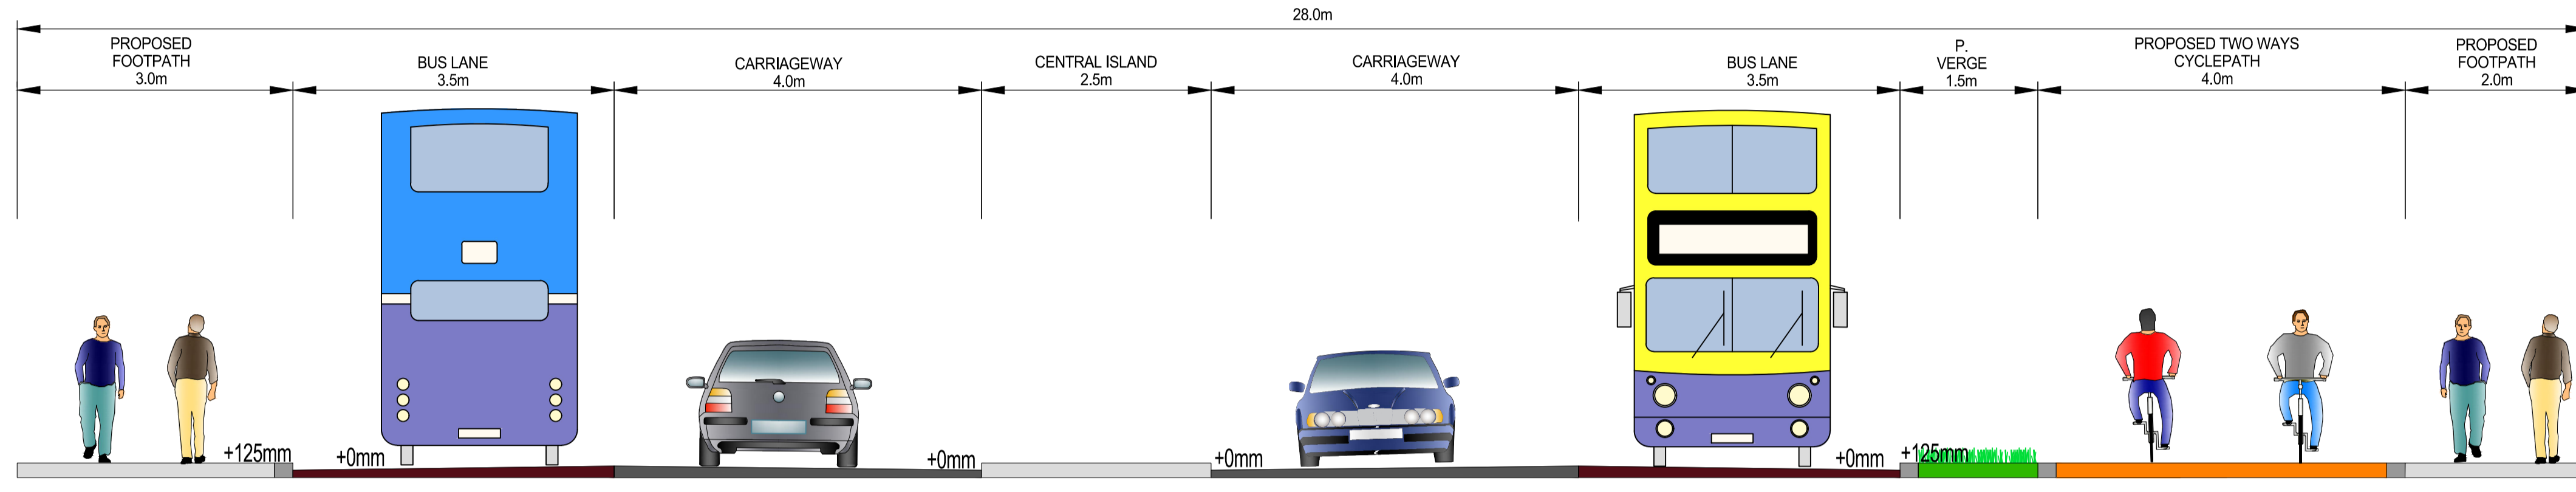 28.0m
PROPOSED
FOOTPATH
3.0m
BUS LANE
3.5m
CARRIAGEWAY
4.0m
CENTRAL ISLAND
2.5m
CARRIAGEWAY
4.0m
BUS LANE
3.5m
P.
VERGE
1.5m
PROPOSED TWO WAYS
CYCLEPATH
4.0m
PROPOSED
FOOTPATH
2.0m
+125mm
+0mm
+0mm
+0mm
+0mm
+125mm